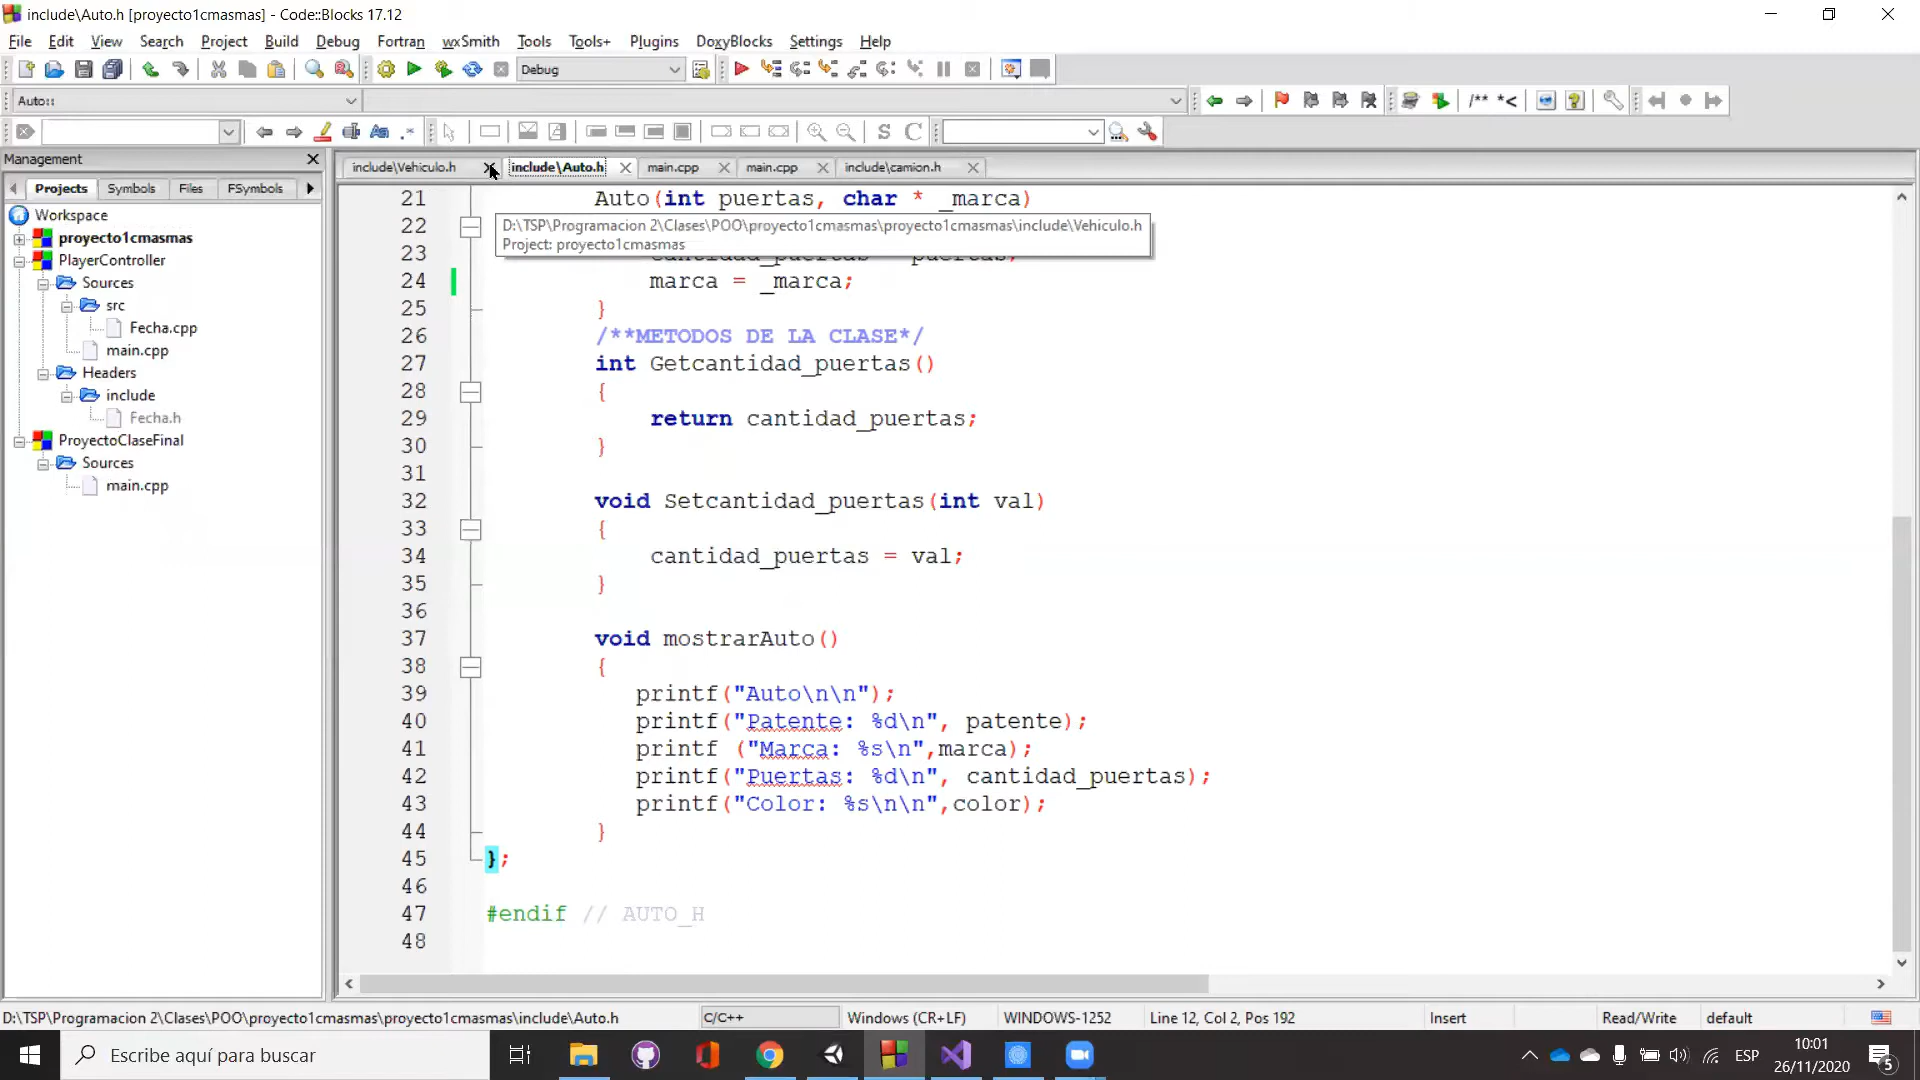 include\Auto.h [proyecto1cmasmas] - Code::Blocks 17.12
File Edit View Search Project Build Debug Fortran wxSmith Tools Tools+ Plugins DoxyBlocks Settings Help
Debug
Auto::
/** *<
S C
Management
include\Vehiculo.h include\Auto.h main.cpp main.cpp include\camion.h
Projects Symbols Files FSymbols
Workspace
proyecto1cmasmas
PlayerController
Sources
src
Fecha.cpp
main.cpp
Headers
include
Fecha.h
ProyectoClaseFinal
Sources
main.cpp
21 Auto(int puertas, char * _marca)
22
D:\TSP\Programacion 2\Clases\POO\proyecto1cmasmas\proyecto1cmasmas\include\Vehiculo.h
Project: proyecto1cmasmas
23 cantidad_puertas puertas;
24 marca = _marca;
25 }
26 /**METODOS DE LA CLASE*/
27 int Getcantidad_puertas()
28 {
29 return cantidad_puertas;
30 }
31
32 void Setcantidad_puertas(int val)
33 {
34 cantidad_puertas = val;
35 }
36
37 void mostrarAuto()
38 {
39 printf("Auto\n\n");
40 printf("Patente: %d\n", patente);
41 printf ("Marca: %s\n",marca);
42 printf("Puertas: %d\n", cantidad_puertas);
43 printf("Color: %s\n\n",color);
44 }
45 };
46
47 #endif // AUTO_H
48
D:\TSP\Programacion 2\Clases\POO\proyecto1cmasmas\proyecto1cmasmas\include\Auto.h C/C++ Windows (CR+LF) WINDOWS-1252 Line 12, Col 2, Pos 192 Insert Read/Write default
Escribe aquí para buscar
ESP
10:01
26/11/2020
5